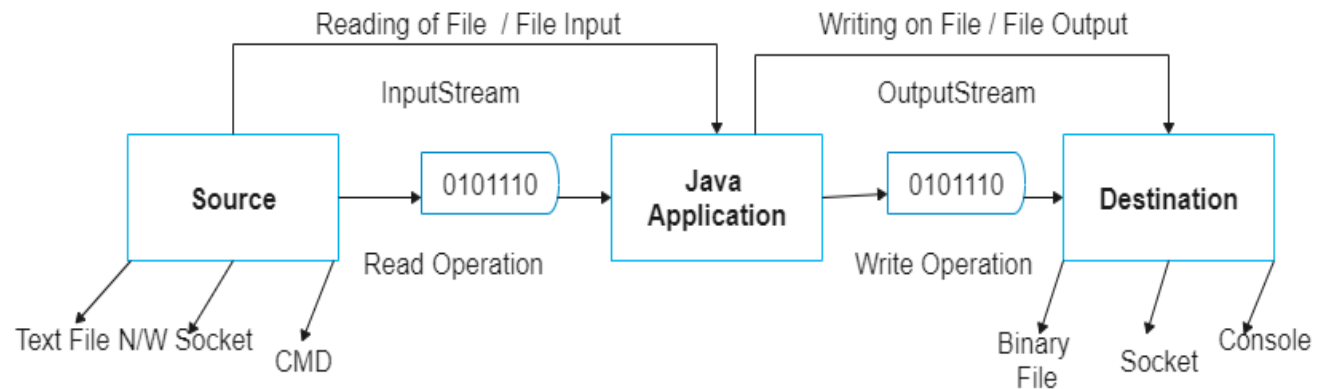 Reading of File / File Input
Writing on File / File Output
InputStream
OutputStream
Source
0101110
Java
Application
0101110
Destination
Read Operation
Write Operation
Text File N/W Socket
CMD
Binary
File
Socket
Console